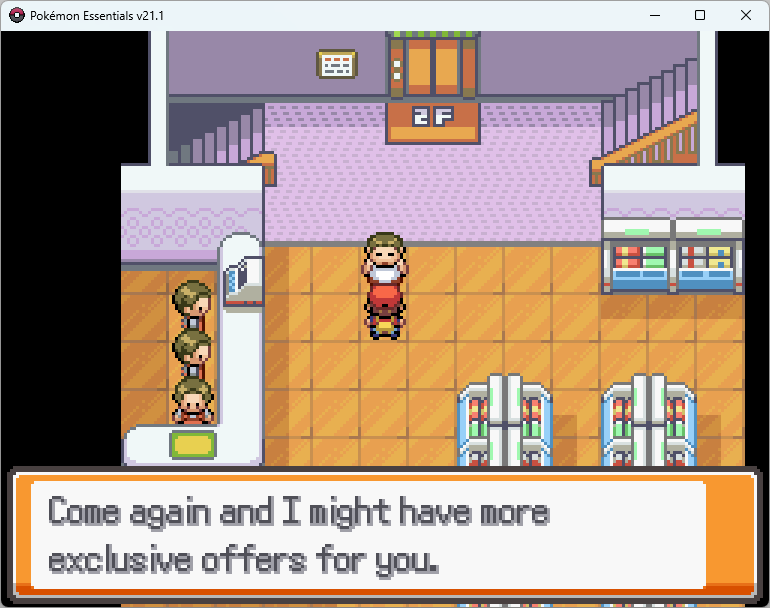 Pokémon Essentials v21.1
2F
Come again and I might have more
exclusive offers for you.